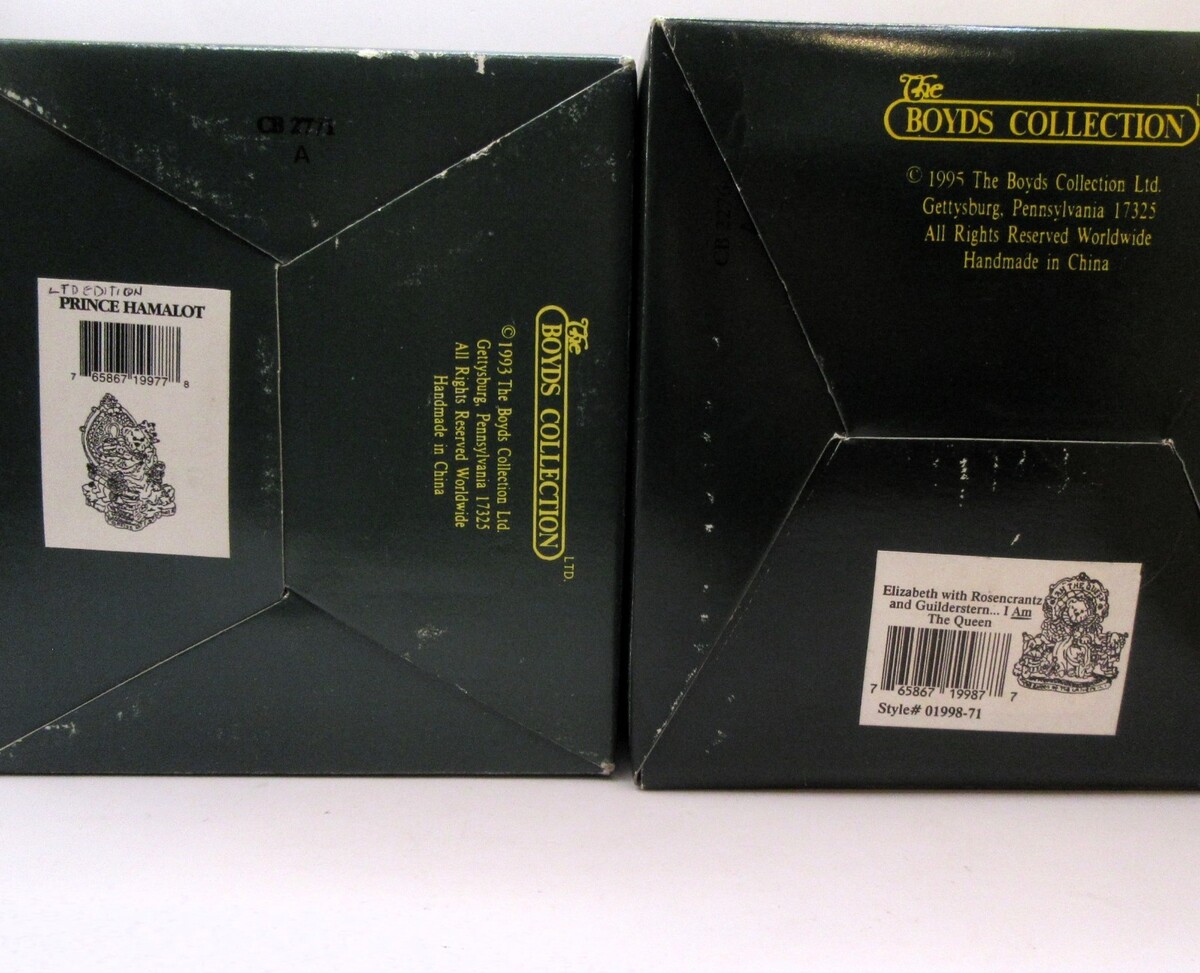 CB 27/1
A
LTD EDITION
PRINCE HAMALOT
7 65867 19977 8
The
BOYDS COLLECTION
LTD.
© 1993 The Boyds Collection Ltd.
Gettysburg, Pennsylvania 17325
All Rights Reserved Worldwide
Handmade in China
The
BOYDS COLLECTION
© 1995 The Boyds Collection Ltd.
Gettysburg, Pennsylvania 17325
All Rights Reserved Worldwide
Handmade in China
Elizabeth with Rosencrantz
and Guilderstern... I Am
The Queen
7 65867 19987 7
Style# 01998-71